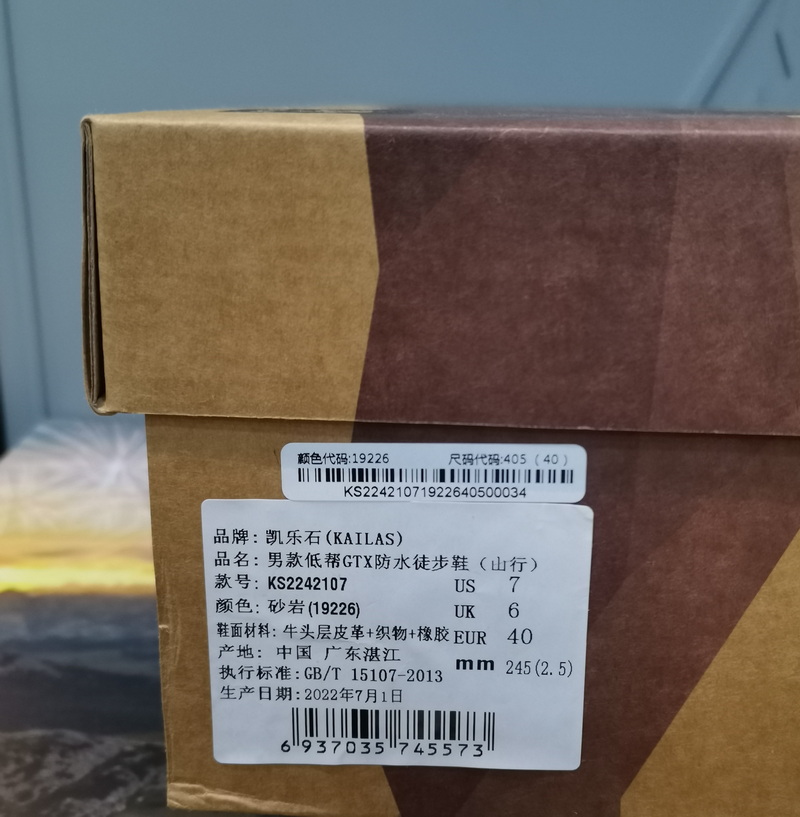 颜色代码:19226 尺码代码:405 (40)
KS22421071922640500034
品牌: 凯乐石(KAILAS)
品名: 男款低帮GTX防水徒步鞋 (山行)
款号: KS2242107 US 7
颜色: 砂岩(19226) UK 6
鞋面材料: 牛头层皮革+织物+橡胶 EUR 40
产地: 中国 广东湛江
mm 245(2.5)
执行标准:GB/T 15107-2013
生产日期:2022年7月1日
6 937035 745573